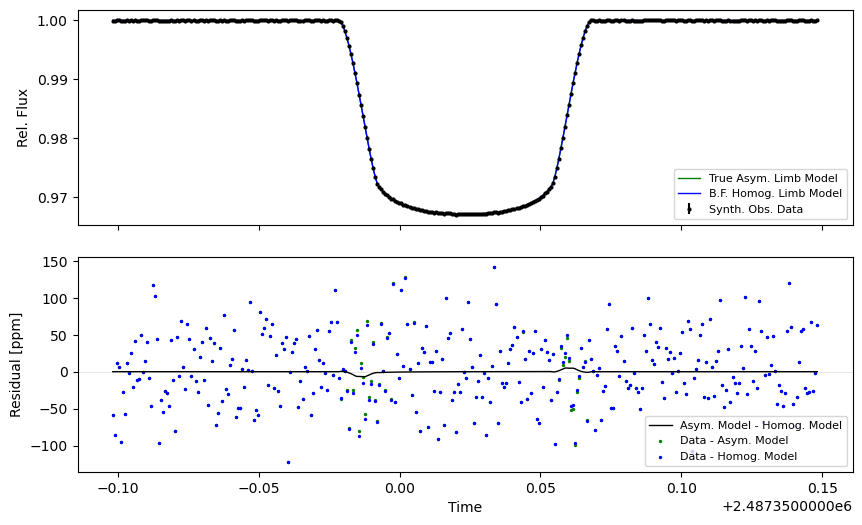 1.00
0.99
0.98
0.97
Rel. Flux
True Asym. Limb Model
B.F. Homog. Limb Model
Synth. Obs. Data
150
100
50
0
−50
−100
Residual [ppm]
Asym. Model - Homog. Model
Data - Asym. Model
Data - Homog. Model
−0.10
−0.05
0.00
0.05
0.10
0.15
Time
+2.4873500000e6